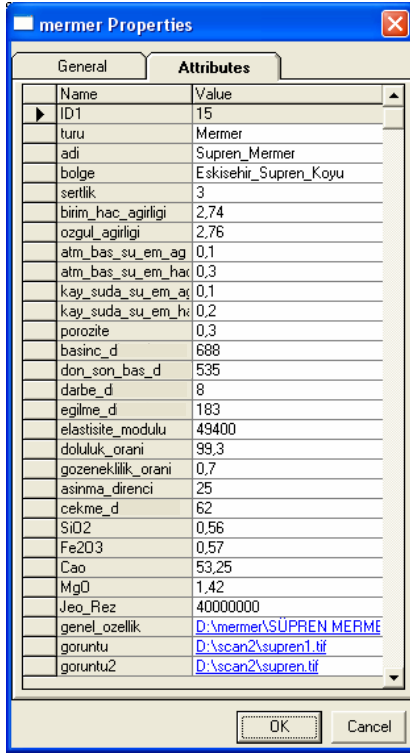 mermer Properties
General Attributes
Name Value
ID1 15
turu Mermer
adi Supren_Mermer
bolge Eskisehir_Supren_Koyu
sertlik 3
birim_hac_agirligi 2,74
ozgul_agirligi 2,76
atm_bas_su_em_ag 0,1
atm_bas_su_em_hac 0,3
kay_suda_su_em_ag 0,1
kay_suda_su_em_ha 0,2
porozite 0,3
basinc_d 688
don_son_bas_d 535
darbe_d 8
egilme_d 183
elastisite_modulu 49400
doluluk_orani 99,3
gozeneklilik_orani 0,7
asinma_direnci 25
cekme_d 62
SiO2 0,56
Fe2O3 0,57
Cao 53,25
MgO 1,42
Jeo_Rez 40000000
genel_ozellik D:\mermer\SÜPREN MERME
goruntu D:\scan2\supren1.tif
goruntu2 D:\scan2\supren.tif
OK Cancel